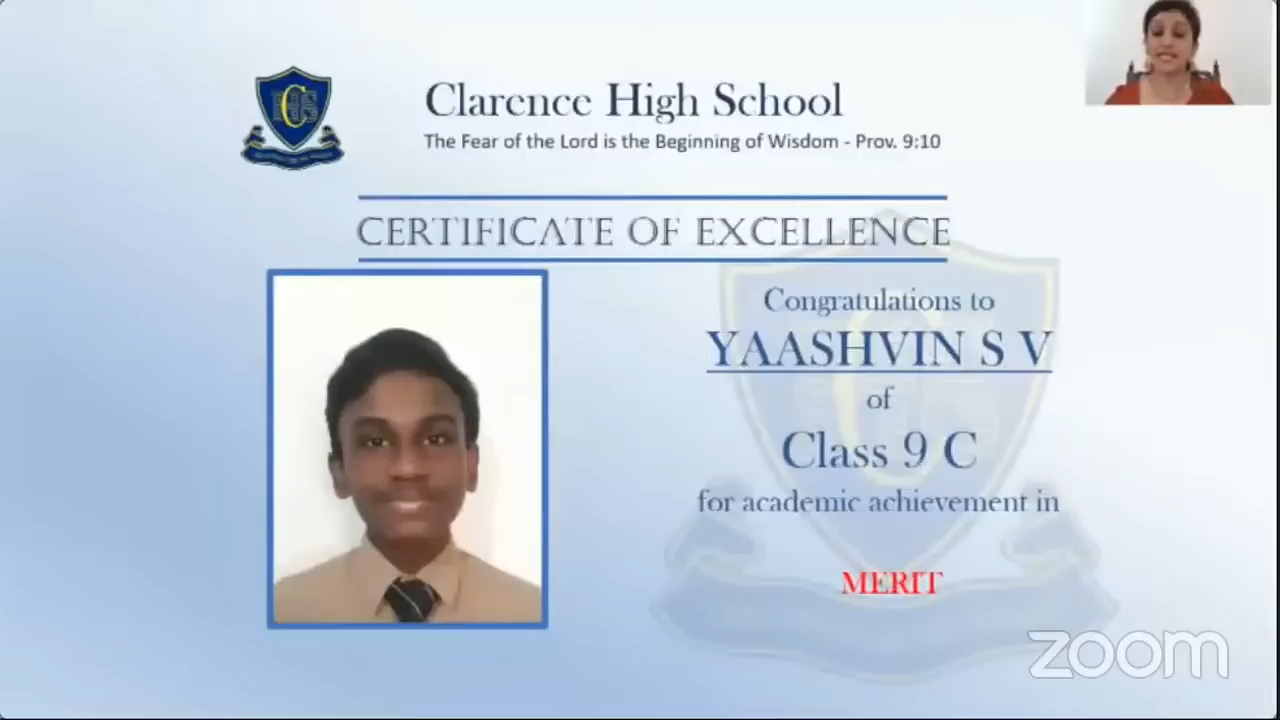 Clarence High School
The Fear of the Lord is the Beginning of Wisdom - Prov. 9:10
CERTIFICATE OF EXCELLENCE
Congratulations to
YAASHVIN S V
of
Class 9 C
for academic achievement in
MERIT
zoom